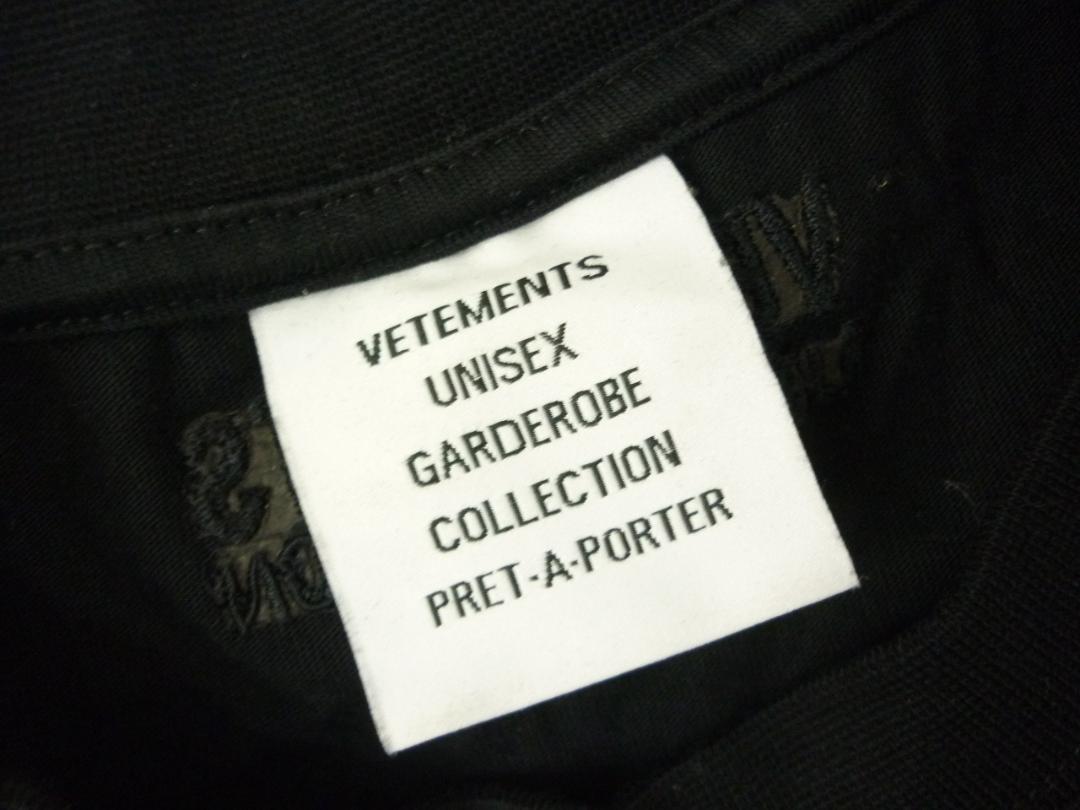 VETEMENTS
UNISEX
GARDEROBE
COLLECTION
PRET-A-PORTER